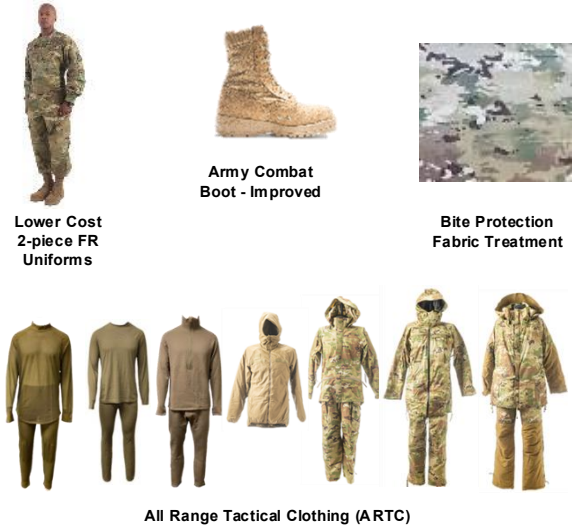 Army Combat
Boot - Improved
Lower Cost
2-piece FR
Uniforms
Bite Protection
Fabric Treatment
All Range Tactical Clothing (ARTC)